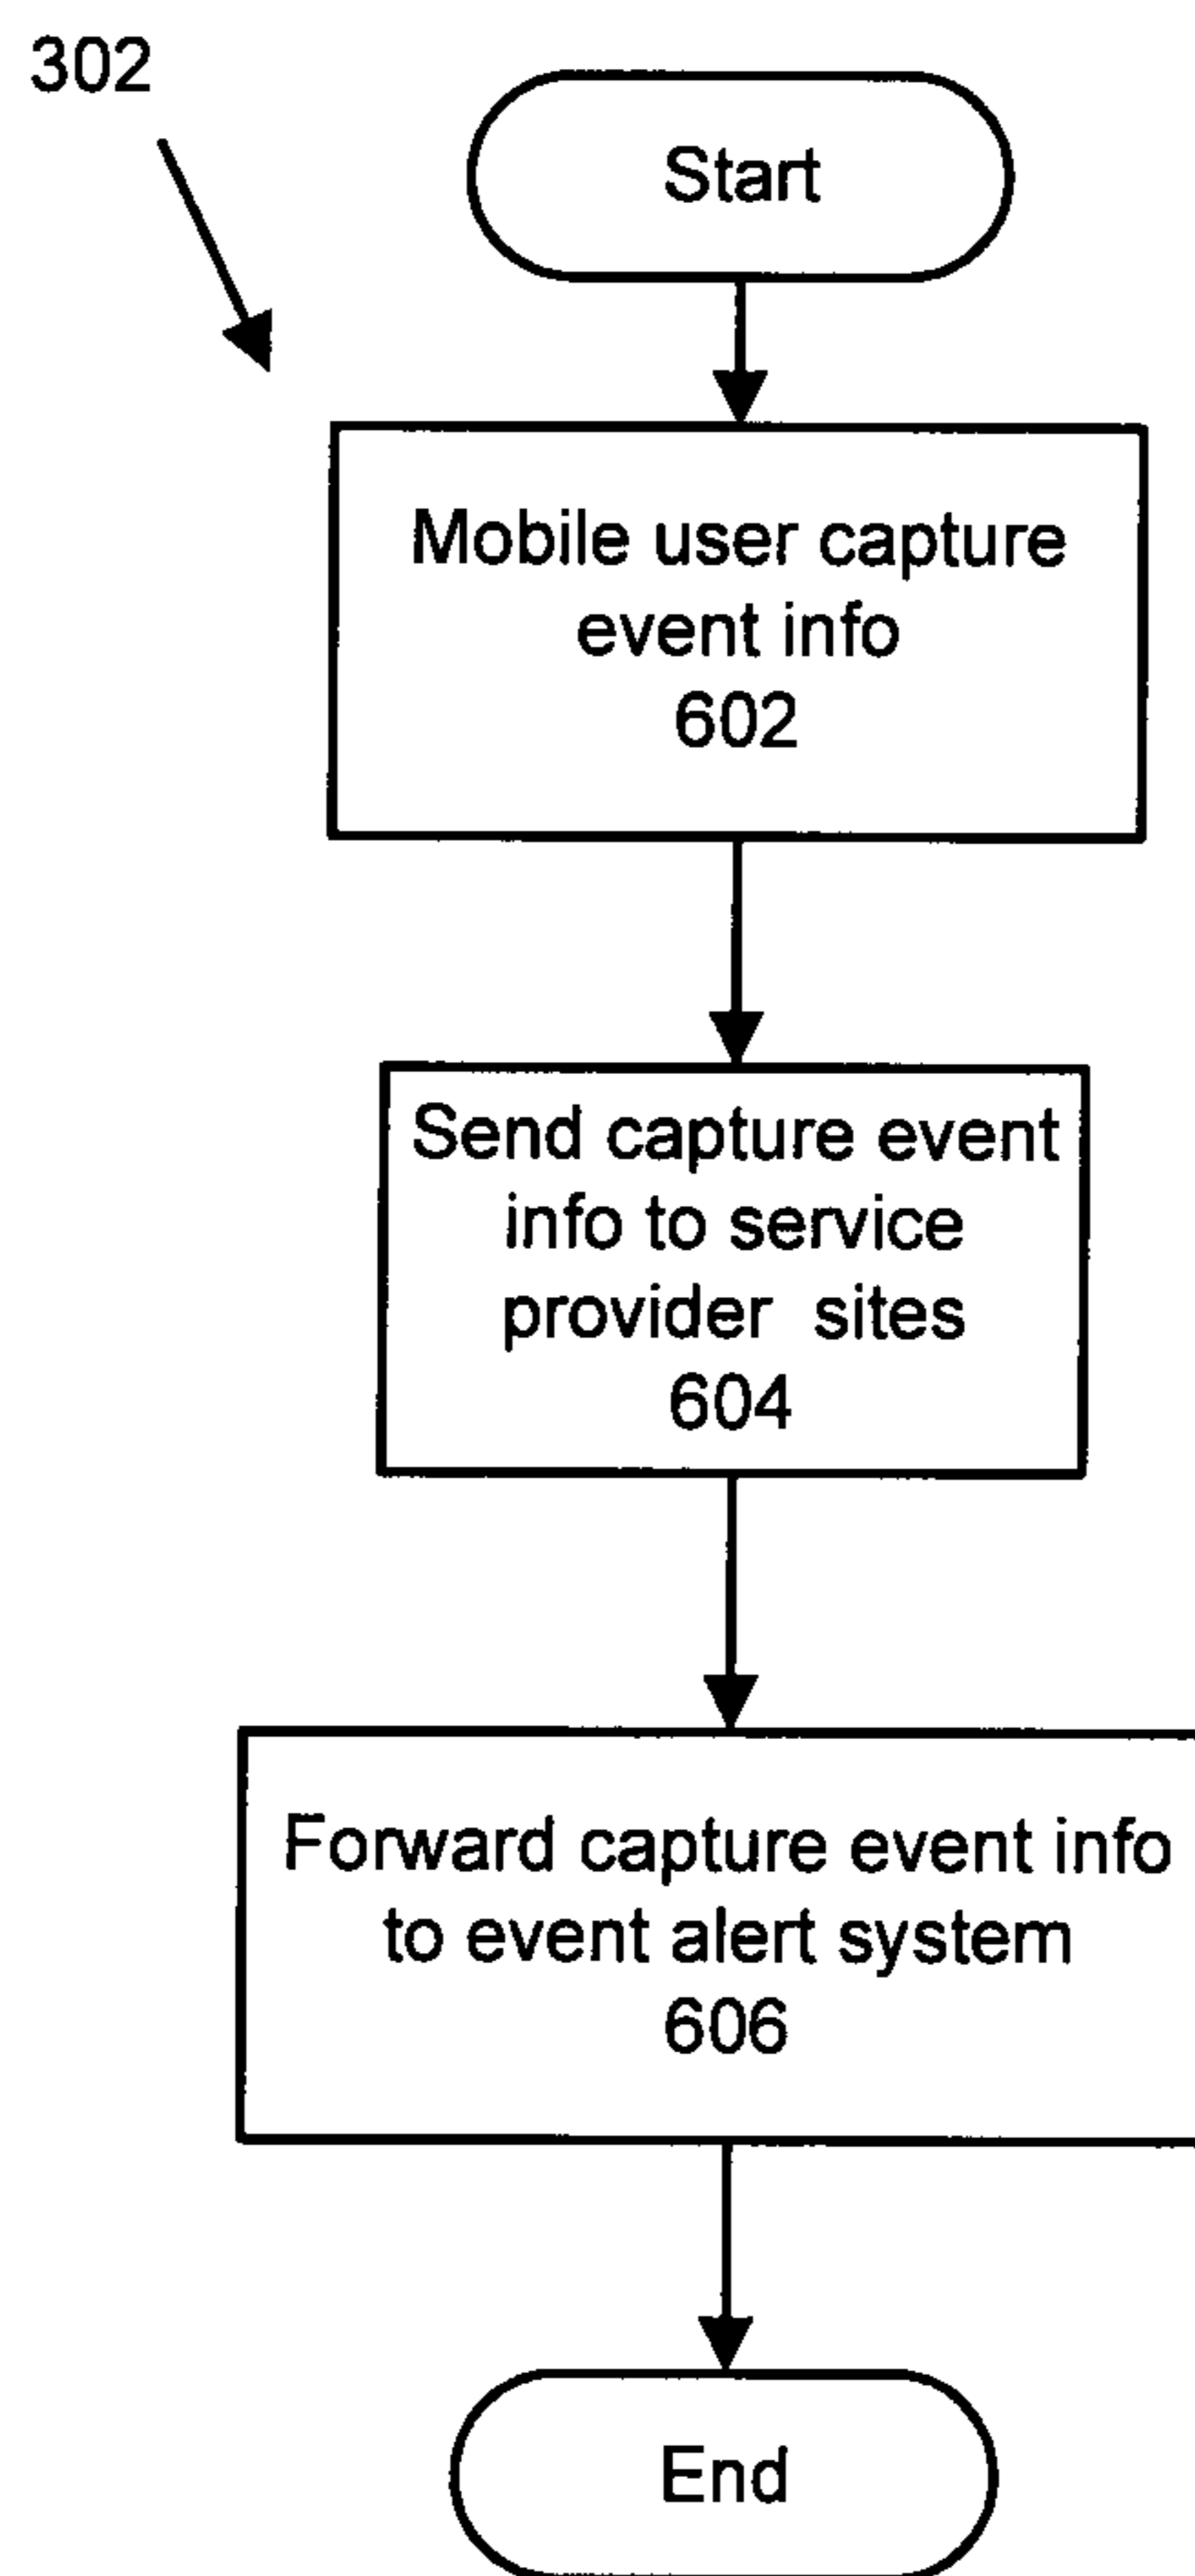 302
Start
Mobile user capture
event info
602
Send capture event
info to service
provider sites
604
Forward capture event info
to event alert system
606
End